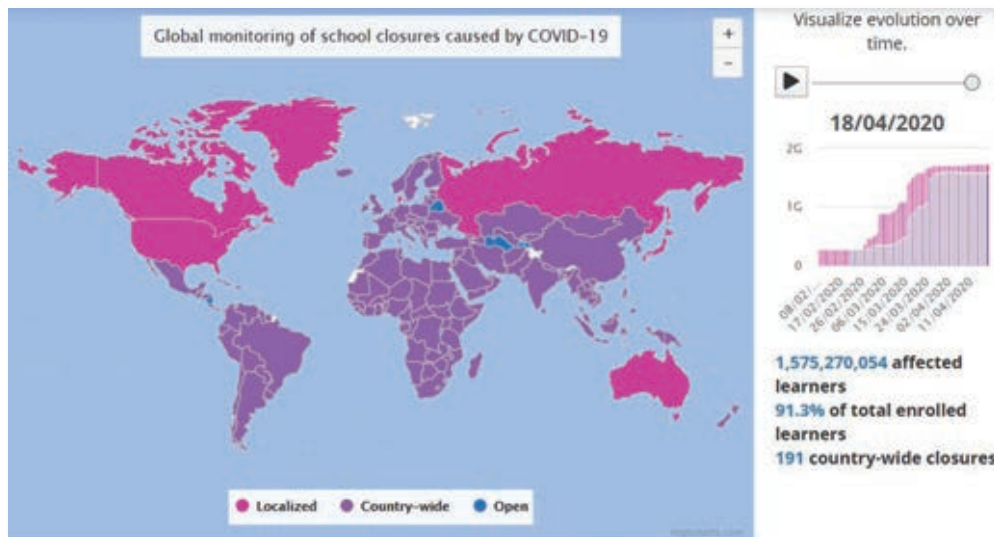 Global monitoring of school closures caused by COVID-19
+
−
Localized
Country-wide
Open
Visualize evolution over
time.
18/04/2020
2G
1G
0
08/02/...
17/02/2020
26/02/2020
06/03/2020
15/03/2020
24/03/2020
02/04/2020
11/04/2020
1,575,270,054 affected
learners
91.3% of total enrolled
learners
191 country-wide closures